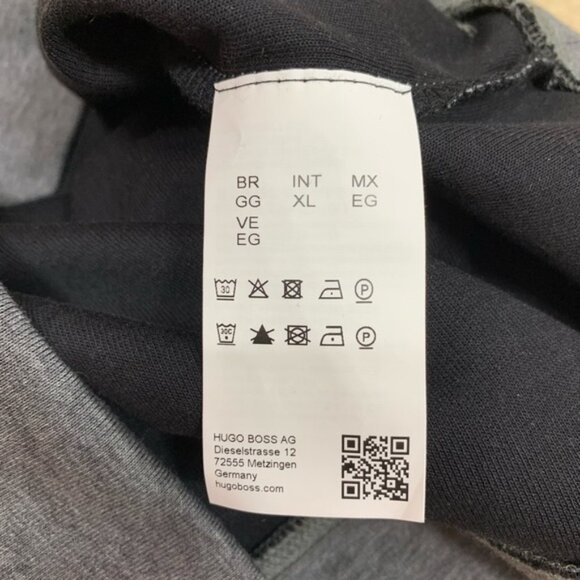 BR INT MX
GG XL EG
VE
EG
30 P
30C P
HUGO BOSS AG
Dieselstrasse 12
72555 Metzingen
Germany
hugoboss.com